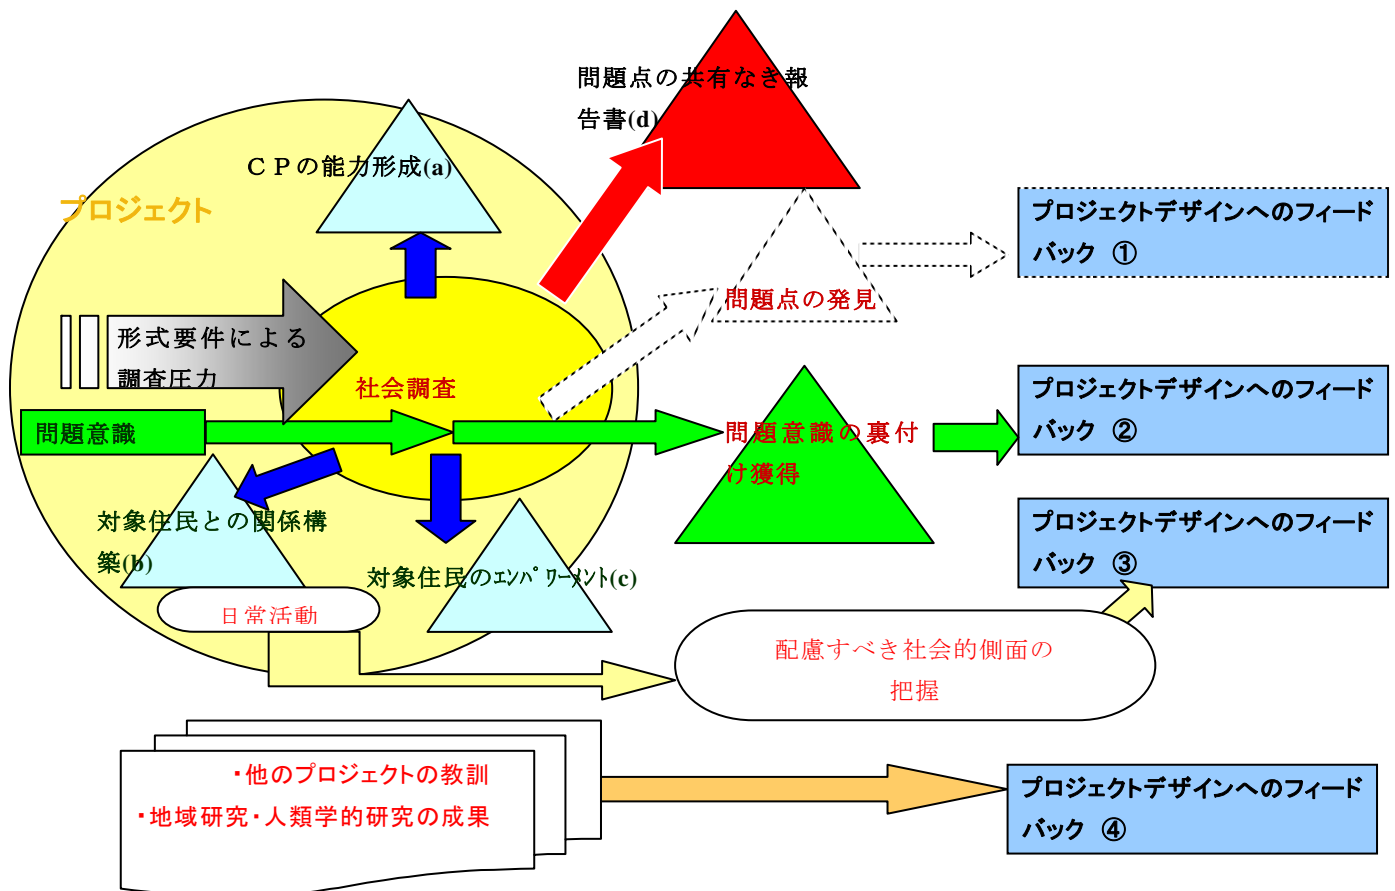 問題点の共有なき報
告書(d)
ＣＰの能力形成(a)
プロジェクト
プロジェクトデザインへのフィード
バック ①
問題点の発見
形式要件による
調査圧力
社会調査
プロジェクトデザインへのフィード
バック ②
問題意識
問題意識の裏付
け獲得
対象住民との関係構
築(b)
プロジェクトデザインへのフィード
バック ③
対象住民のｴﾝﾊﾟﾜｰﾒﾝﾄ(c)
日常活動
配慮すべき社会的側面の
把握
・他のプロジェクトの教訓
・地域研究・人類学的研究の成果
プロジェクトデザインへのフィード
バック ④